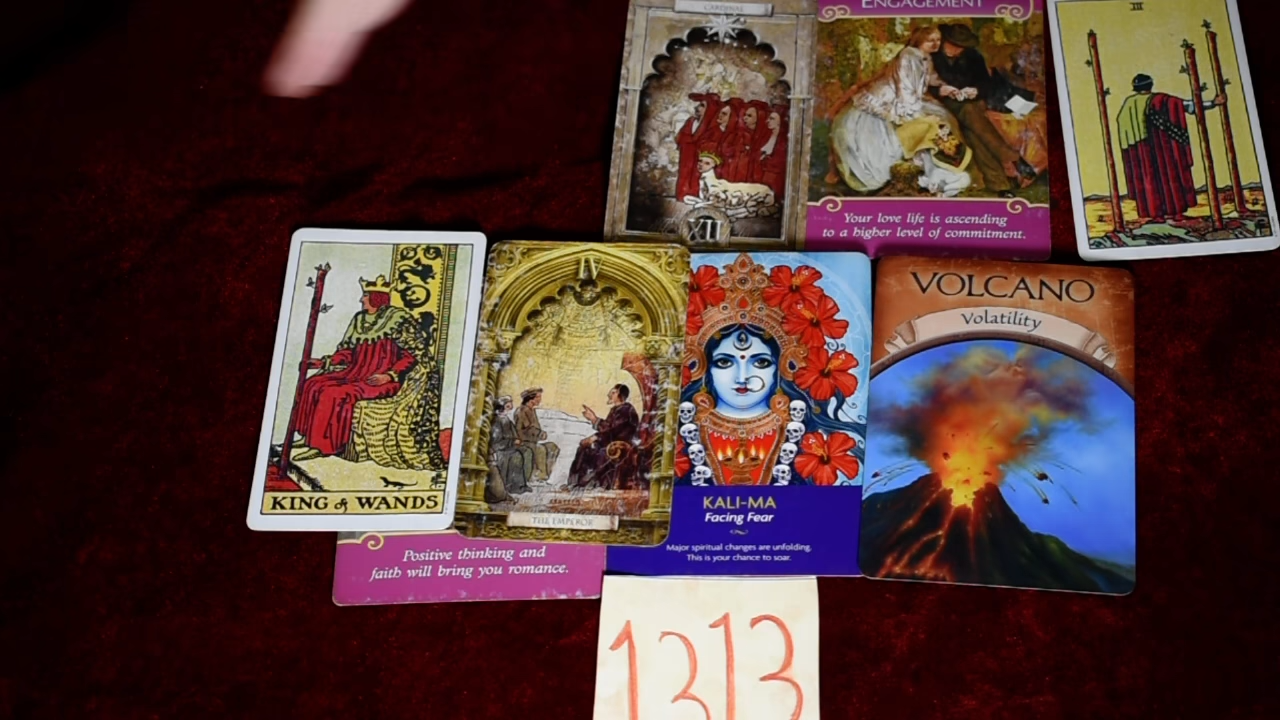 CARDINAL
ENGAGEMENT
III
XII
Your love life is ascending
to a higher level of commitment.
KING of WANDS
IV
THE EMPEROR
KALI-MA
Facing Fear
Major spiritual changes are unfolding.
This is your chance to soar.
VOLCANO
Volatility
Positive thinking and
faith will bring you romance.
1313